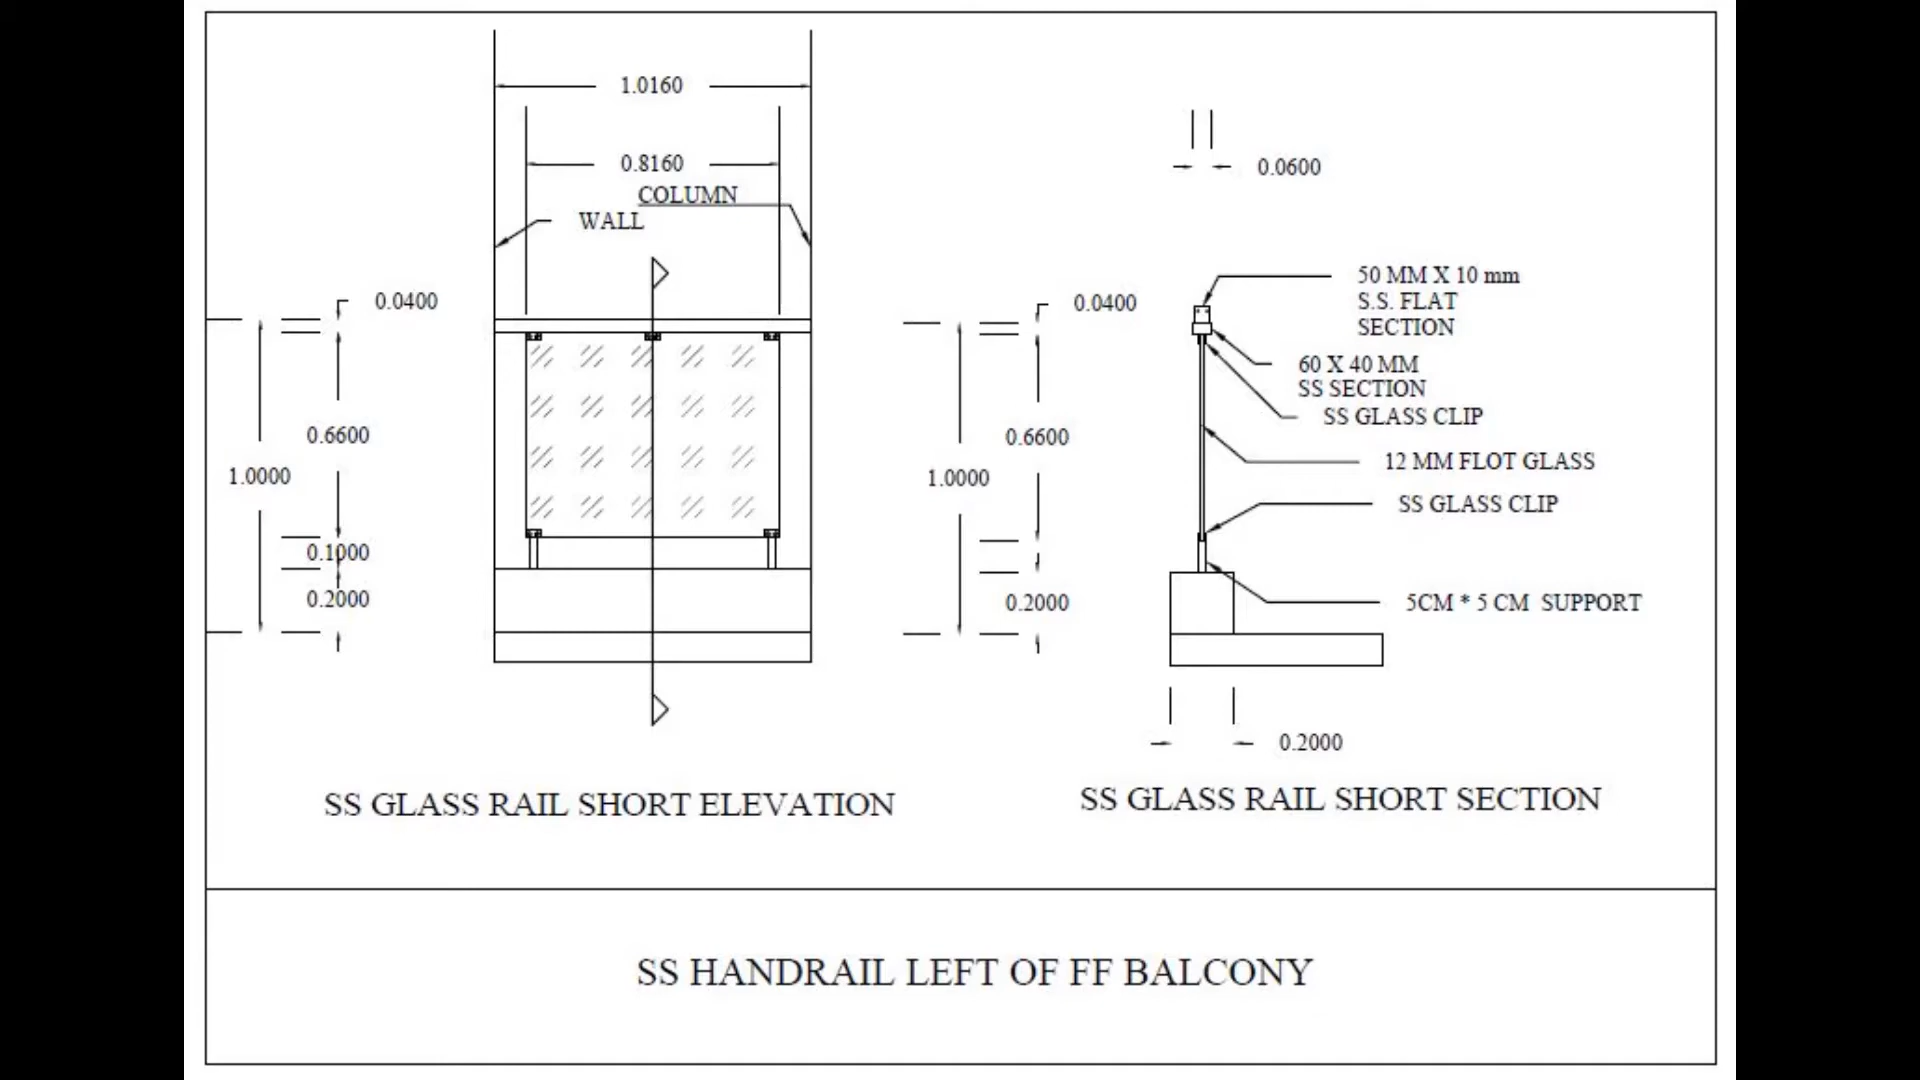 1.0160
0.8160
COLUMN
WALL
0.0400
0.6600
1.0000
0.1000
0.2000
SS GLASS RAIL SHORT ELEVATION
0.0600
0.0400
50 MM X 10 mm
S.S. FLAT
SECTION
60 X 40 MM
SS SECTION
SS GLASS CLIP
0.6600
12 MM FLOT GLASS
1.0000
SS GLASS CLIP
0.2000
5CM * 5 CM SUPPORT
0.2000
SS GLASS RAIL SHORT SECTION
SS HANDRAIL LEFT OF FF BALCONY